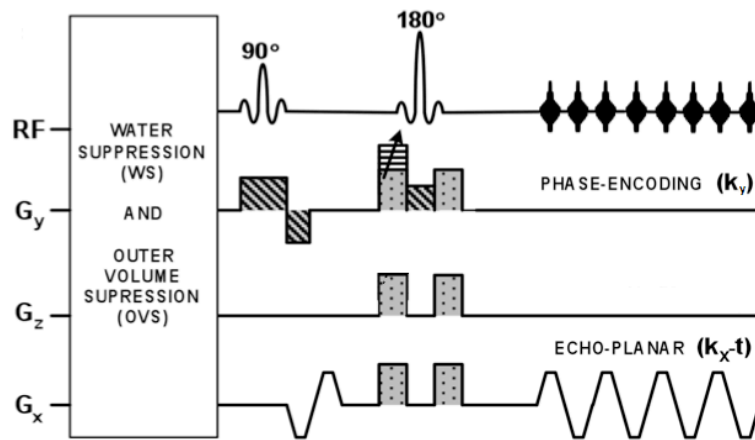 90°
180°
RF
WATER
SUPPRESSION
(WS)
AND
OUTER
VOLUME
SUPRESSION
(OVS)
PHASE-ENCODING (ky)
Gy
Gz
ECHO-PLANAR (kx-t)
Gx